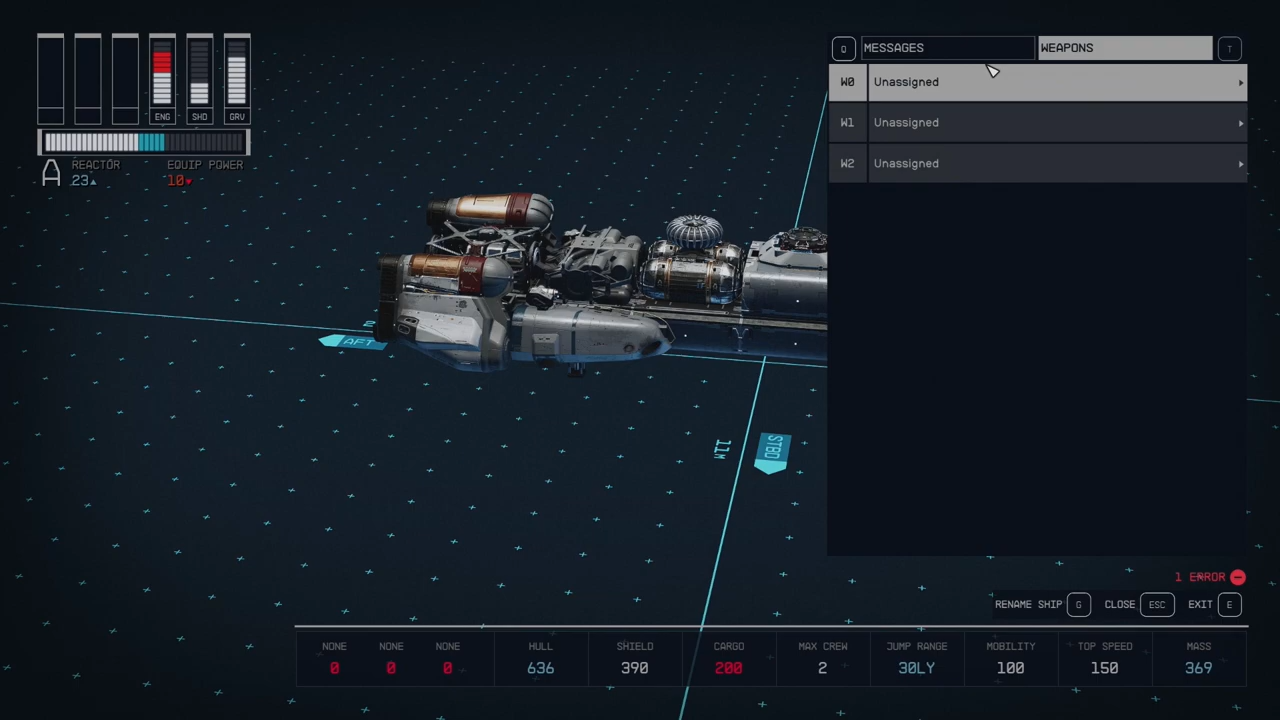 ENG SHD GRV
REACTOR EQUIP POWER
23 10
Q MESSAGES WEAPONS T
W0 Unassigned
W1 Unassigned
W2 Unassigned
AFT
11M
STBD
1 ERROR
RENAME SHIP G CLOSE ESC EXIT E
NONE NONE NONE HULL SHIELD CARGO MAX CREW JUMP RANGE MOBILITY TOP SPEED MASS
0 0 0 636 390 200 2 30LY 100 150 369